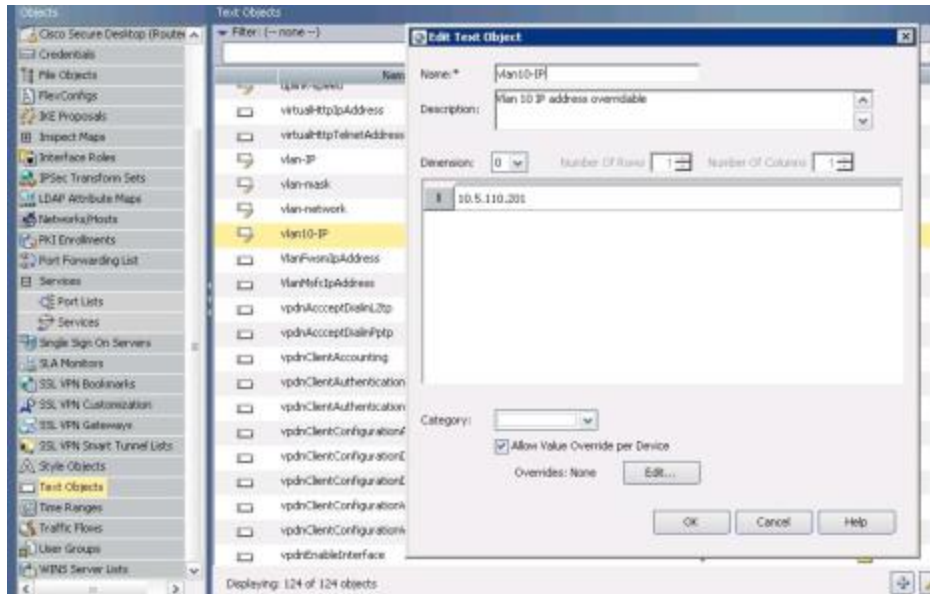 Objects
Cisco Secure Desktop (Router
Credentials
File Objects
FlexConfigs
IKE Proposals
Inspect Maps
Interface Roles
IPSec Transform Sets
LDAP Attribute Maps
Networks/Hosts
PKI Enrollments
Port Forwarding List
Services
Port Lists
Services
Single Sign On Servers
SLA Monitors
SSL VPN Bookmarks
SSL VPN Customization
SSL VPN Gateways
SSL VPN Smart Tunnel Lists
Style Objects
Text Objects
Time Ranges
Traffic Flows
User Groups
WINS Server Lists
Text Objects
Filter: (-- none --)
Nam
virtualHttpIpAddress
virtualHttpTelnetAddress
vlan-IP
vlan-mask
vlan-network
vlan10-IP
VlanFwsmIpAddress
VlanMsfcIpAddress
vpdnAccceptDialinL2tp
vpdnAccceptDialinPptp
vpdnClientAccounting
vpdnClientAuthentication
vpdnClientAuthentication
vpdnClientConfiguration
vpdnClientConfiguration
vpdnClientConfiguration
vpdnClientConfiguration
vpdnClientConfiguration
vpdnEnableInterface
Displaying: 124 of 124 objects
Edit Text Object
Name:* vlan10-IP
Description: Vlan 10 IP address overridable
Dimension: 0 Number Of Rows 1 Number Of Columns 1
1 10.5.110.201
Category:
Allow Value Override per Device
Overrides: None Edit...
OK Cancel Help